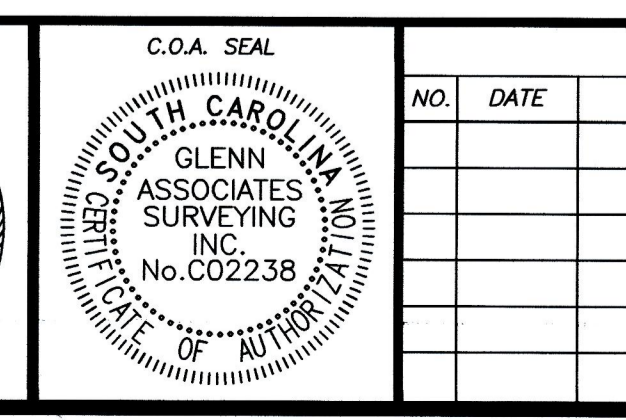 C.O.A. SEAL
SOUTH CAROLINA
GLENN
ASSOCIATES
SURVEYING
INC.
No.C02238
CERTIFICATE OF AUTHORIZATION
NO. DATE